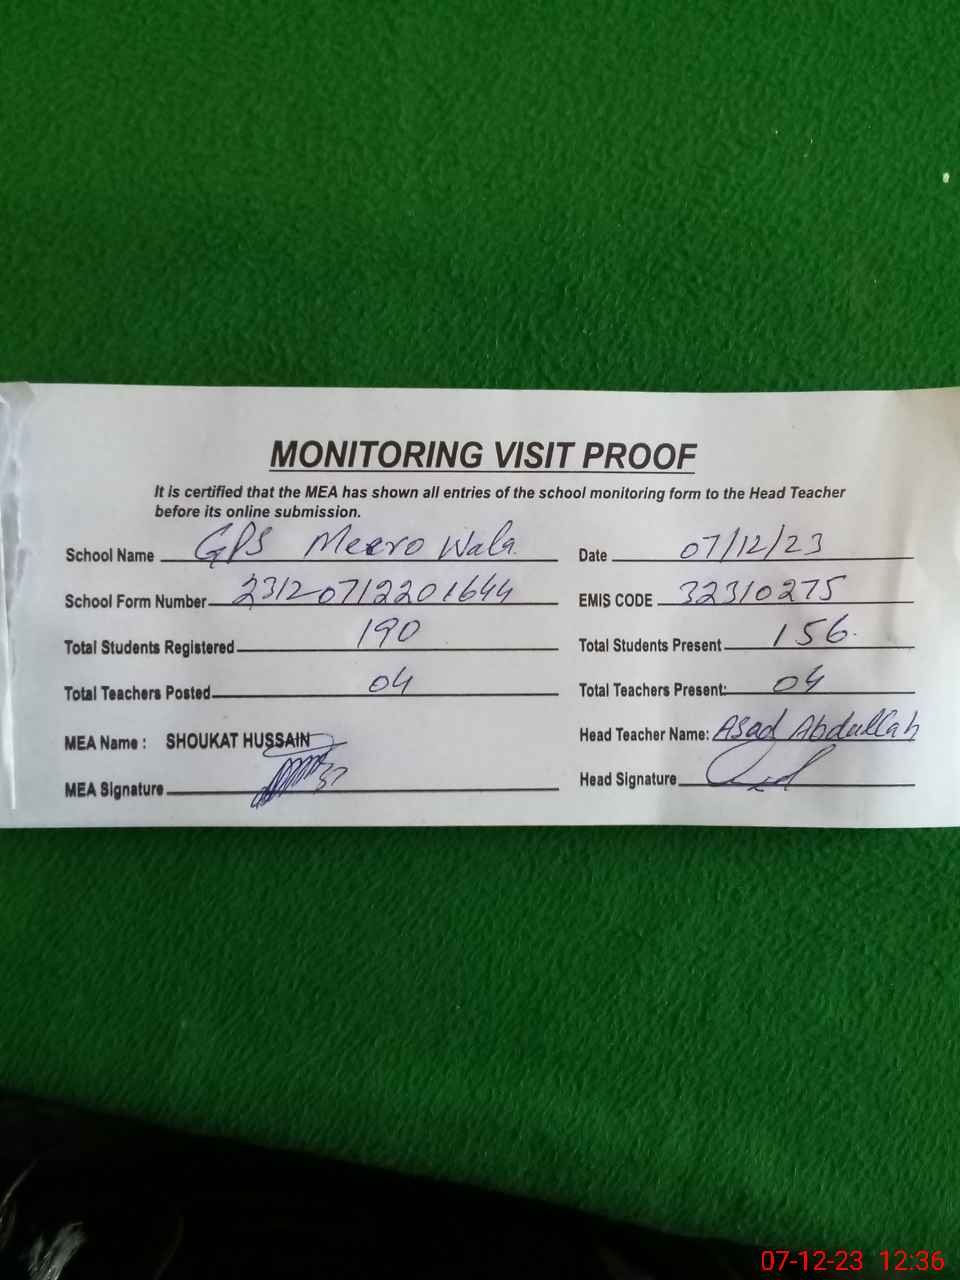 MONITORING VISIT PROOF
It is certified that the MEA has shown all entries of the school monitoring form to the Head Teacher
before its online submission.
School Name GPS Meero Wala Date 07/12/23
School Form Number 231207122201644 EMIS CODE 32310275
Total Students Registered 190 Total Students Present 156
Total Teachers Posted 04 Total Teachers Present: 04
MEA Name : SHOUKAT HUSSAIN Head Teacher Name: Asad Abdullah
MEA Signature Head Signature
07-12-23 12:36